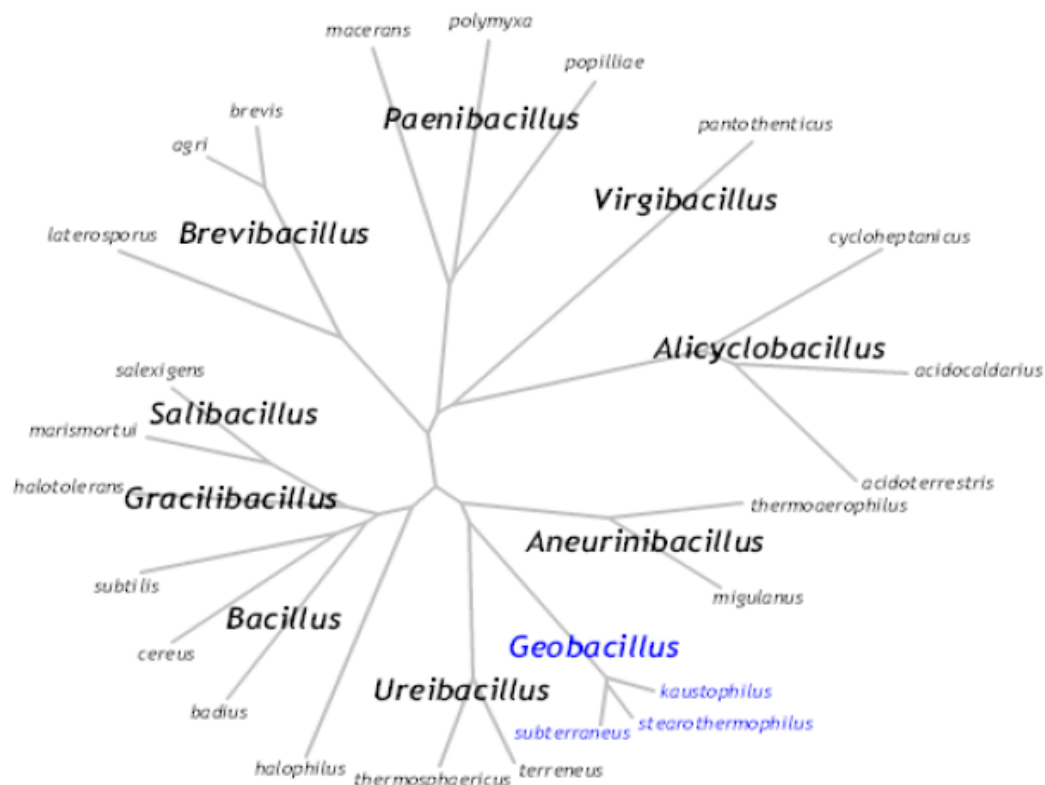 polymyxa
macerans
popilliae
brevis
Paenibacillus
pantothenticus
agri
Virgibacillus
laterosporus
Brevibacillus
cycloheptanicus
Alicyclobacillus
salexigens
acidocaldarius
Salibacillus
marismortui
halotolerans
Gracilibacillus
acidoterrestris
thermoaerophilus
Aneurinibacillus
subtilis
migulanus
Bacillus
Geobacillus
cereus
Ureibacillus
kaustophilus
badius
stearothermophilus
subterraneus
halophilus
terreneus
thermosphaericus